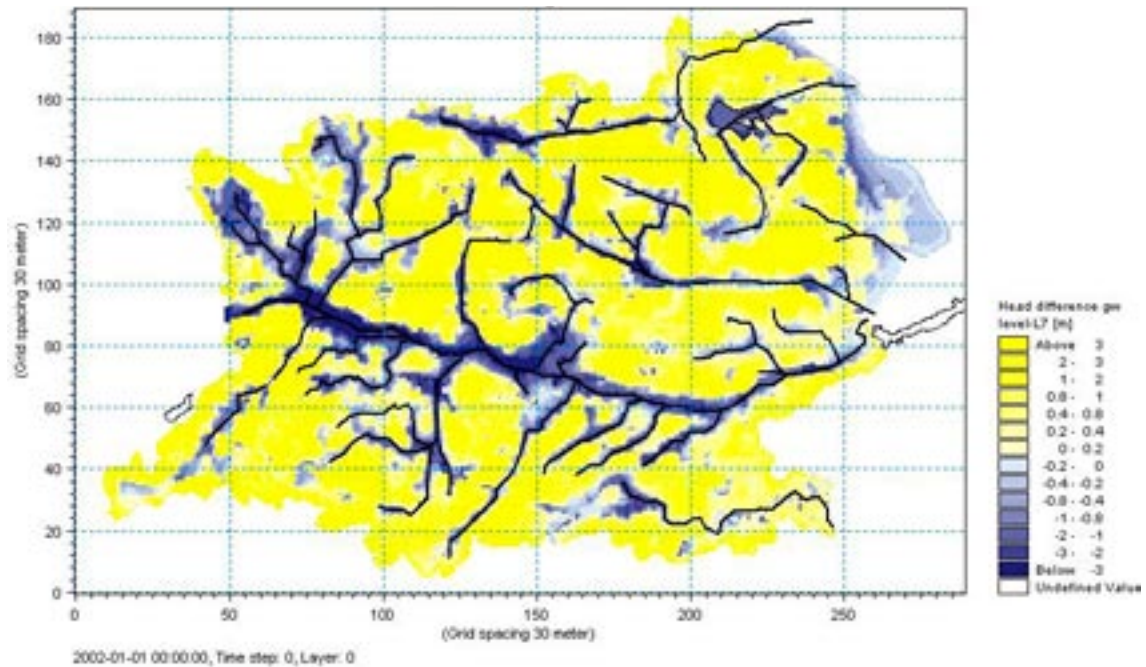 180
160
140
120
100
80
60
40
20
0
(Grid spacing 30 meter)
0 50 100 150 200 250
(Grid spacing 30 meter)
2002-01-01 00:00:00, Time step: 0, Layer: 0
Head difference gw
level-L7 [m]
Above 3
2 - 3
1 - 2
0.8 - 1
0.4 - 0.8
0.2 - 0.4
0 - 0.2
-0.2 - 0
-0.4 - -0.2
-0.8 - -0.4
-1 - -0.8
-2 - -1
-3 - -2
Below -3
Undefined Value